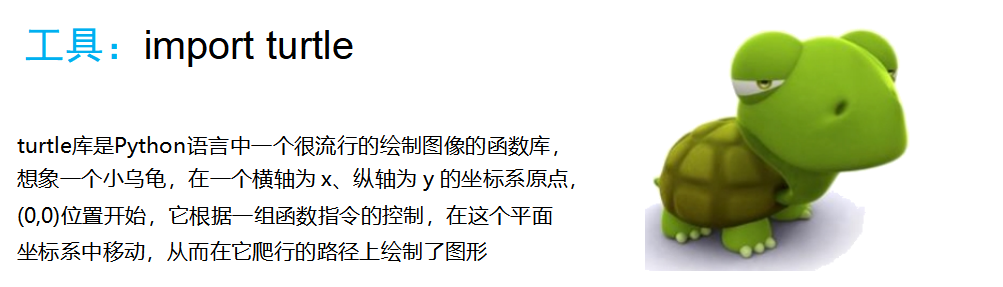 工具：import turtle
turtle库是Python语言中一个很流行的绘制图像的函数库，
想象一个小乌龟，在一个横轴为 x、纵轴为 y 的坐标系原点，
(0,0)位置开始，它根据一组函数指令的控制，在这个平面
坐标系中移动，从而在它爬行的路径上绘制了图形